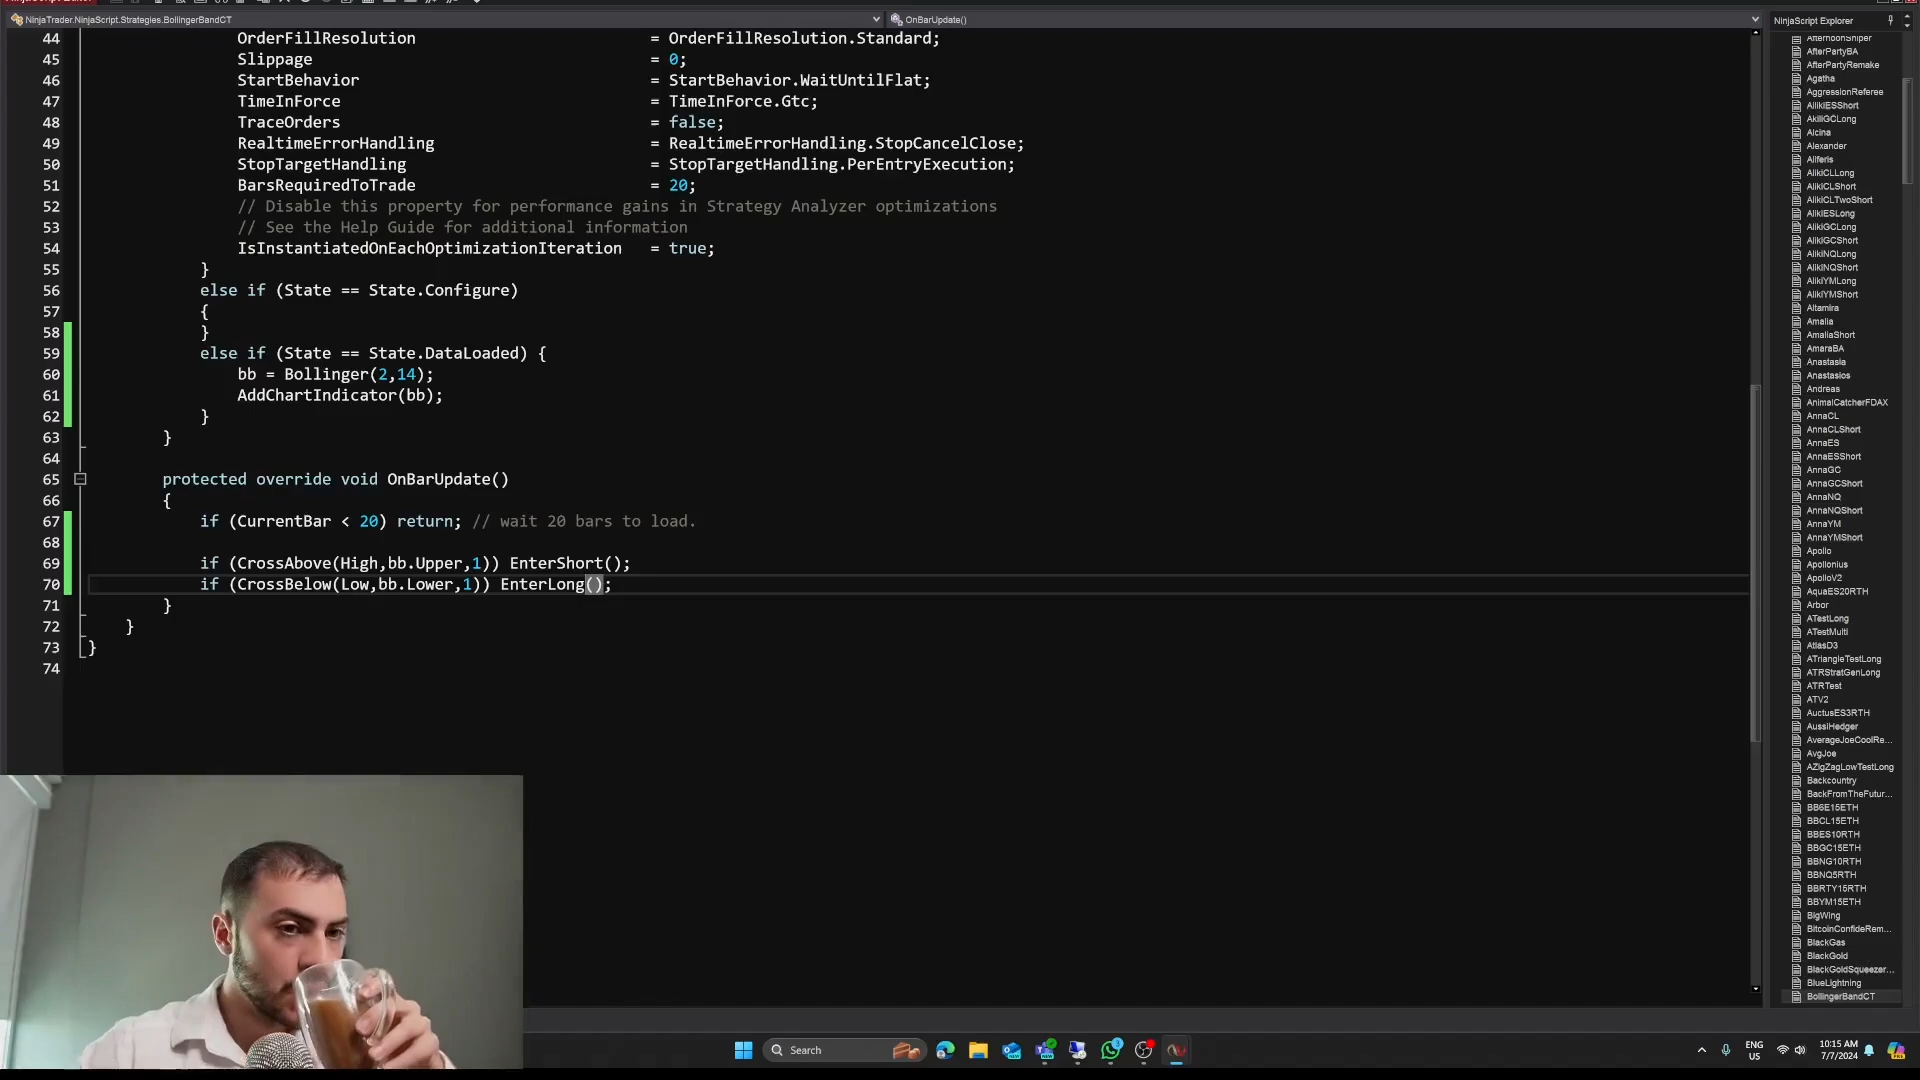 NinjaTrader.NinjaScript.Strategies.BollingerBandCT
OnBarUpdate()
NinjaScript Explorer
44 OrderFillResolution = OrderFillResolution.Standard;
45 Slippage = 0;
46 StartBehavior = StartBehavior.WaitUntilFlat;
47 TimeInForce = TimeInForce.Gtc;
48 TraceOrders = false;
49 RealtimeErrorHandling = RealtimeErrorHandling.StopCancelClose;
50 StopTargetHandling = StopTargetHandling.PerEntryExecution;
51 BarsRequiredToTrade = 20;
52 // Disable this property for performance gains in Strategy Analyzer optimizations
53 // See the Help Guide for additional information
54 IsInstantiatedOnEachOptimizationIteration = true;
55 }
56 else if (State == State.Configure)
57 {
58 }
59 else if (State == State.DataLoaded) {
60 bb = Bollinger(2,14);
61 AddChartIndicator(bb);
62 }
63 }
64
65 protected override void OnBarUpdate()
66 {
67 if (CurrentBar < 20) return; // wait 20 bars to load.
68
69 if (CrossAbove(High,bb.Upper,1)) EnterShort();
70 if (CrossBelow(Low,bb.Lower,1)) EnterLong();
71 }
72 }
73 }
74
AfternoonSniper
AfterPartyBA
AfterPartyRemake
Agatha
AggressionReferee
AlikiESShort
AkiliGCLong
Alcina
Alexander
Aliferis
AlikiCLLong
AlikiCLShort
AlikiCLTwoShort
AlikiESLong
AlikiGCLong
AlikiGCShort
AlikiNQLong
AlikiNQShort
AlikiYMLong
AlikiYMShort
Altamira
Amalia
AmaliaShort
AmaraBA
Anastasia
Anastasios
Andreas
AnimalCatcherFDAX
AnnaCL
AnnaCLShort
AnnaES
AnnaESShort
AnnaGC
AnnaGCShort
AnnaNQ
AnnaNQShort
AnnaYM
AnnaYMShort
Apollo
Apollonius
ApolloV2
AquaES20RTH
Arbor
ATestLong
ATestMulti
AtlasD3
ATriangleTestLong
ATRStratGenLong
ATRTest
ATV2
AuctusES3RTH
AussiHedger
AverageJoeCoolRe...
AvgJoe
AZigZagLowTestLong
Backcountry
BackFromTheFutur...
BB6E15ETH
BBCL15ETH
BBES10RTH
BBGC15ETH
BBNG10RTH
BBNQ5RTH
BBRTY15RTH
BBYM15ETH
BigWing
BitcoinConfideRem...
BlackGas
BlackGold
BlackGoldSqueezer...
BlueLightning
BollingerBandCT
Search
ENG
US
10:15 AM
7/7/2024